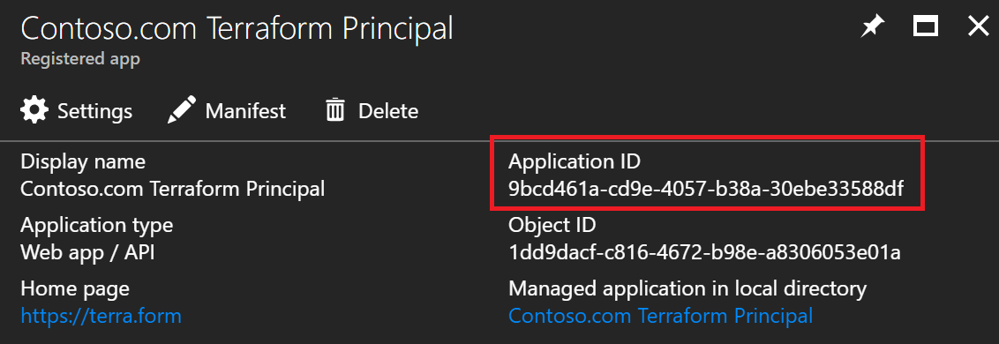 Contoso.com Terraform Principal
Registered app
Settings Manifest Delete
Display name
Contoso.com Terraform Principal
Application ID
9bcd461a-cd9e-4057-b38a-30ebe33588df
Application type
Web app / API
Object ID
1dd9dacf-c816-4672-b98e-a8306053e01a
Home page
https://terra.form
Managed application in local directory
Contoso.com Terraform Principal